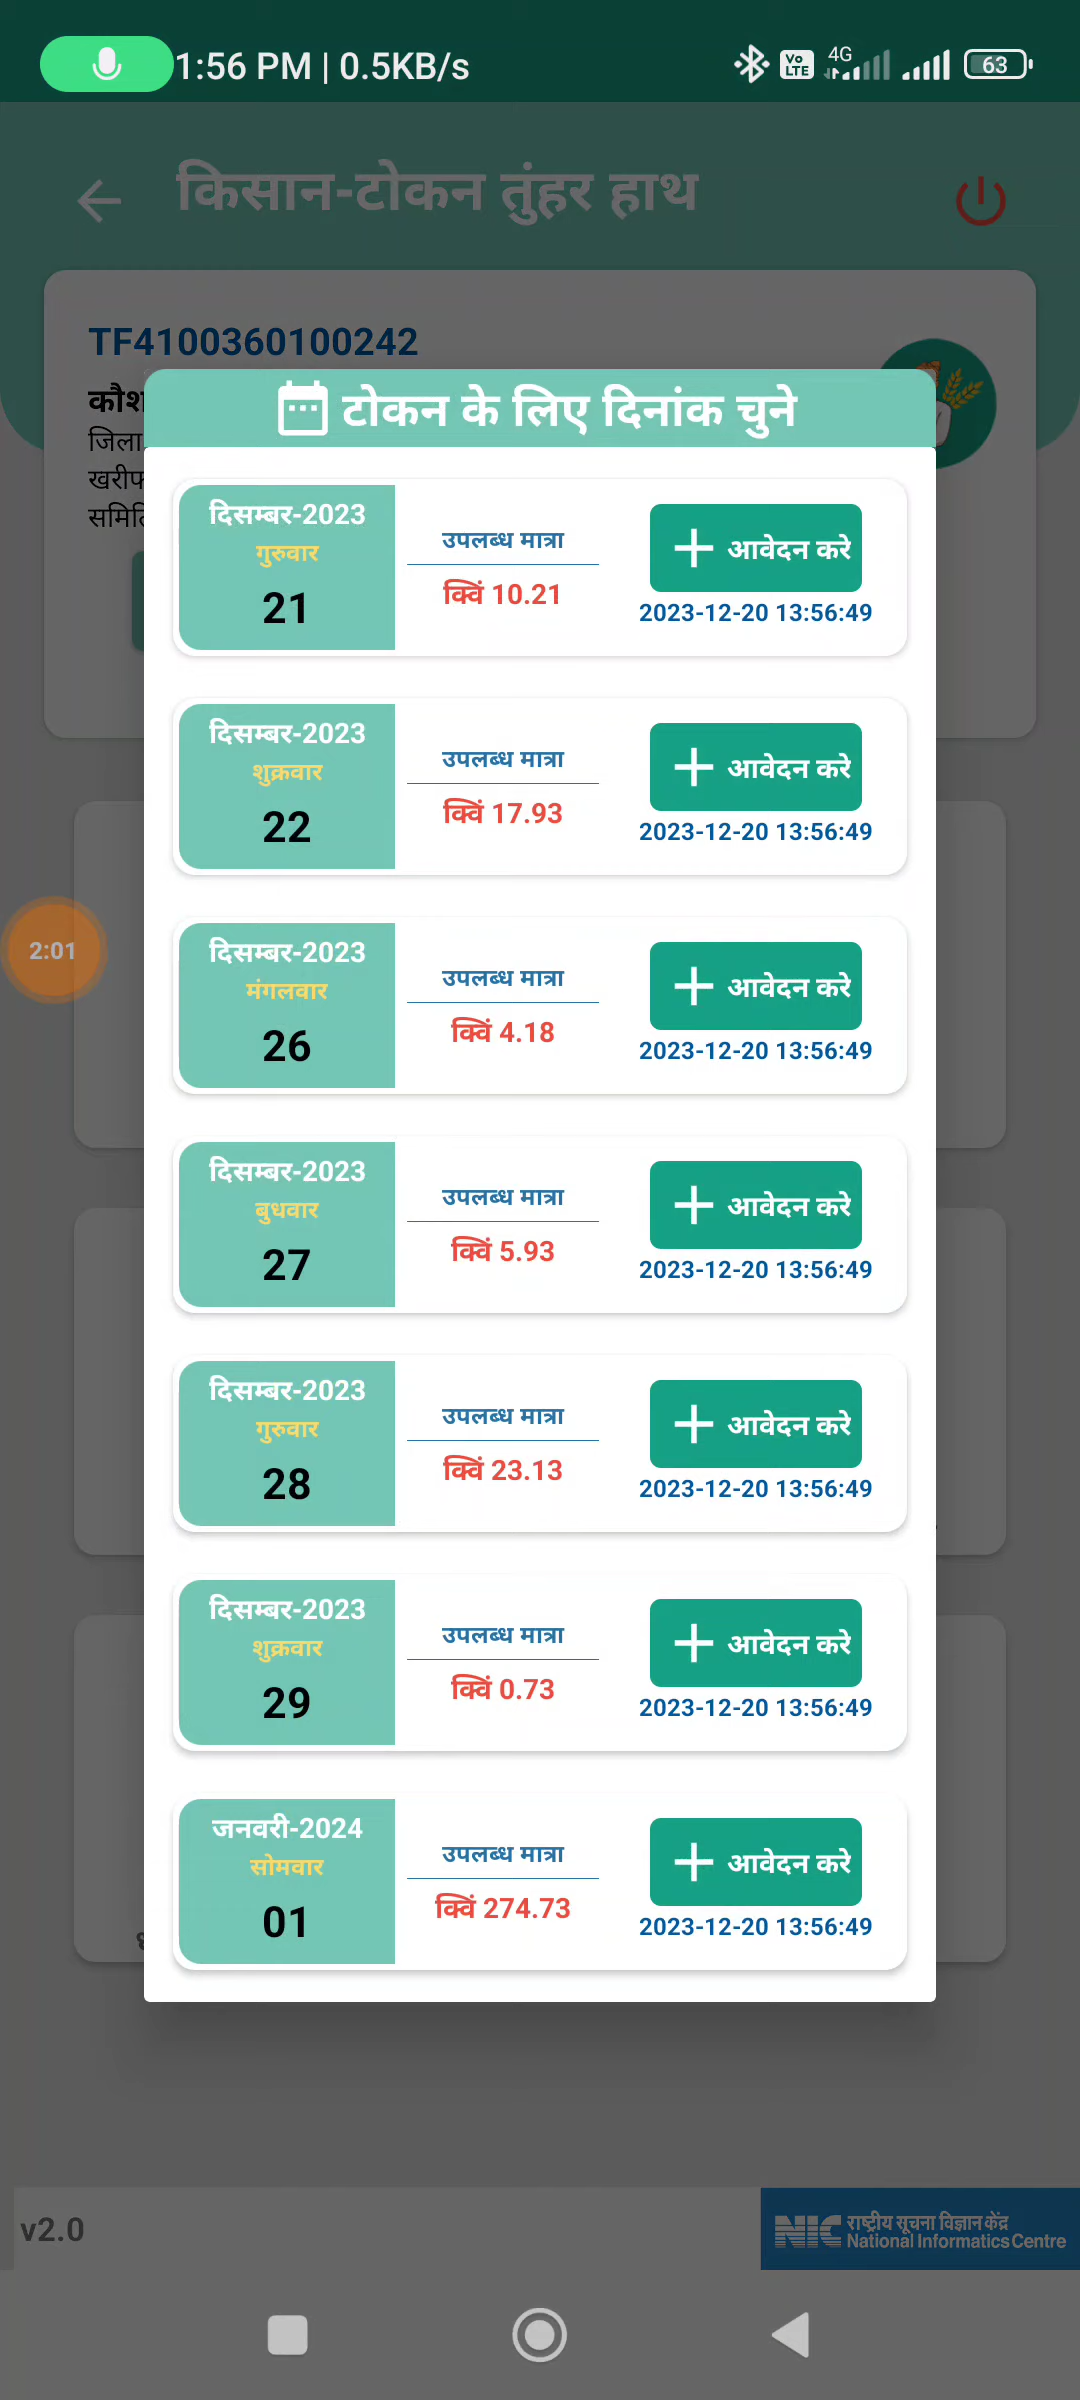 1:56 PM | 0.5KB/s
Vo LTE
4G
63
किसान-टोकन तुंहर हाथ
TF4100360100242
टोकन के लिए दिनांक चुने
जिला
दिसम्बर-2023
गुरुवार
21
उपलब्ध मात्रा
क्विं 10.21
आवेदन करे
2023-12-20 13:56:49
दिसम्बर-2023
शुक्रवार
22
उपलब्ध मात्रा
क्विं 17.93
आवेदन करे
2023-12-20 13:56:49
2:01
दिसम्बर-2023
मंगलवार
26
उपलब्ध मात्रा
क्विं 4.18
आवेदन करे
2023-12-20 13:56:49
दिसम्बर-2023
बुधवार
27
उपलब्ध मात्रा
क्विं 5.93
आवेदन करे
2023-12-20 13:56:49
दिसम्बर-2023
गुरुवार
28
उपलब्ध मात्रा
क्विं 23.13
आवेदन करे
2023-12-20 13:56:49
दिसम्बर-2023
शुक्रवार
29
उपलब्ध मात्रा
क्विं 0.73
आवेदन करे
2023-12-20 13:56:49
जनवरी-2024
सोमवार
01
उपलब्ध मात्रा
क्विं 274.73
आवेदन करे
2023-12-20 13:56:49
v2.0
NIC राष्ट्रीय सूचना विज्ञान केंद्र
National Informatics Centre